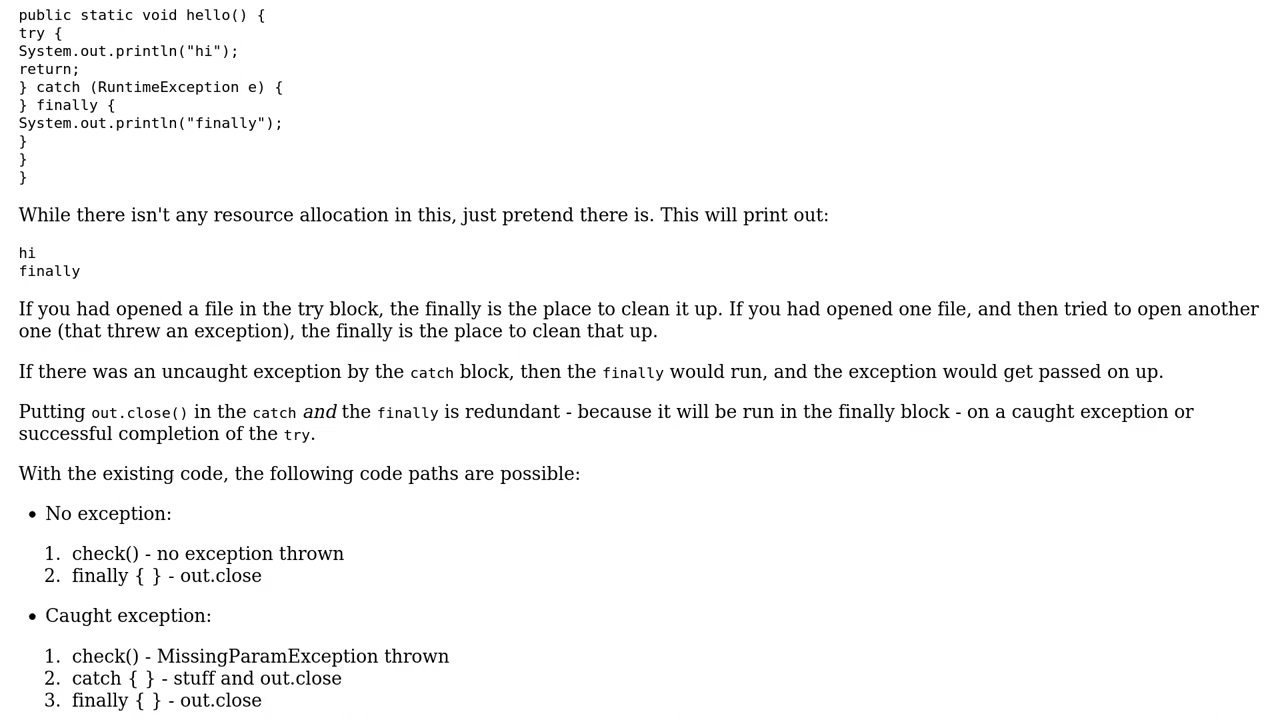 public static void hello() {
try {
System.out.println("hi");
return;
} catch (RuntimeException e) {
} finally {
System.out.println("finally");
}
}
}
While there isn't any resource allocation in this, just pretend there is. This will print out:
hi
finally
If you had opened a file in the try block, the finally is the place to clean it up. If you had opened one file, and then tried to open another
one (that threw an exception), the finally is the place to clean that up.
If there was an uncaught exception by the catch block, then the finally would run, and the exception would get passed on up.
Putting out.close() in the catch and the finally is redundant - because it will be run in the finally block - on a caught exception or
successful completion of the try.
With the existing code, the following code paths are possible:
• No exception:
1. check() - no exception thrown
2. finally { } - out.close
• Caught exception:
1. check() - MissingParamException thrown
2. catch { } - stuff and out.close
3. finally { } - out.close